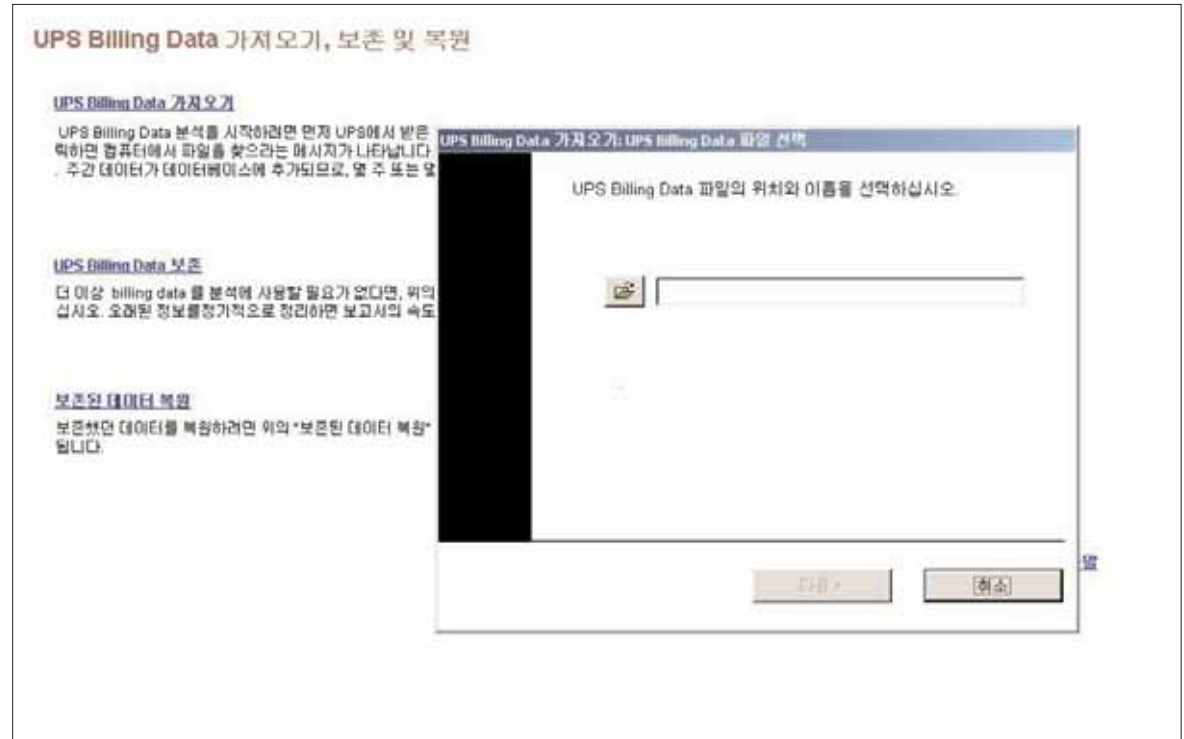 UPS Billing Data 가져오기, 보존 및 복원
UPS Billing Data 가져오기
UPS Billing Data 분석을 시작하려면 먼저 UPS에서 받은
릭하면 컴퓨터에서 파일을 찾으라는 메시지가 나타납니다
. 주간 데이터가 데이터베이스에 추가되므로, 몇 주 또는 몇
UPS Billing Data 보존
더 이상 billing data 를 분석에 사용할 필요가 없다면, 위의
십시오. 오래된 정보를정기적으로 정리하면 보고서의 속도
보존된 데이터 복원
보존했던 데이터를 복원하려면 위의 "보존된 데이터 복원"
됩니다.
UPS Billing Data 가져오기: UPS Billing Data 파일 선택
UPS Billing Data 파일의 위치와 이름을 선택하십시오.
다음 >
취소